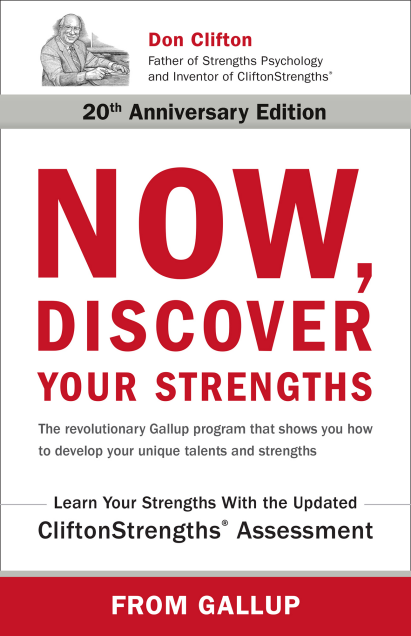 Don Clifton
Father of Strengths Psychology
and Inventor of CliftonStrengths®
20th Anniversary Edition
NOW,
DISCOVER
YOUR STRENGTHS
The revolutionary Gallup program that shows you how
to develop your unique talents and strengths
Learn Your Strengths With the Updated
CliftonStrengths® Assessment
FROM GALLUP